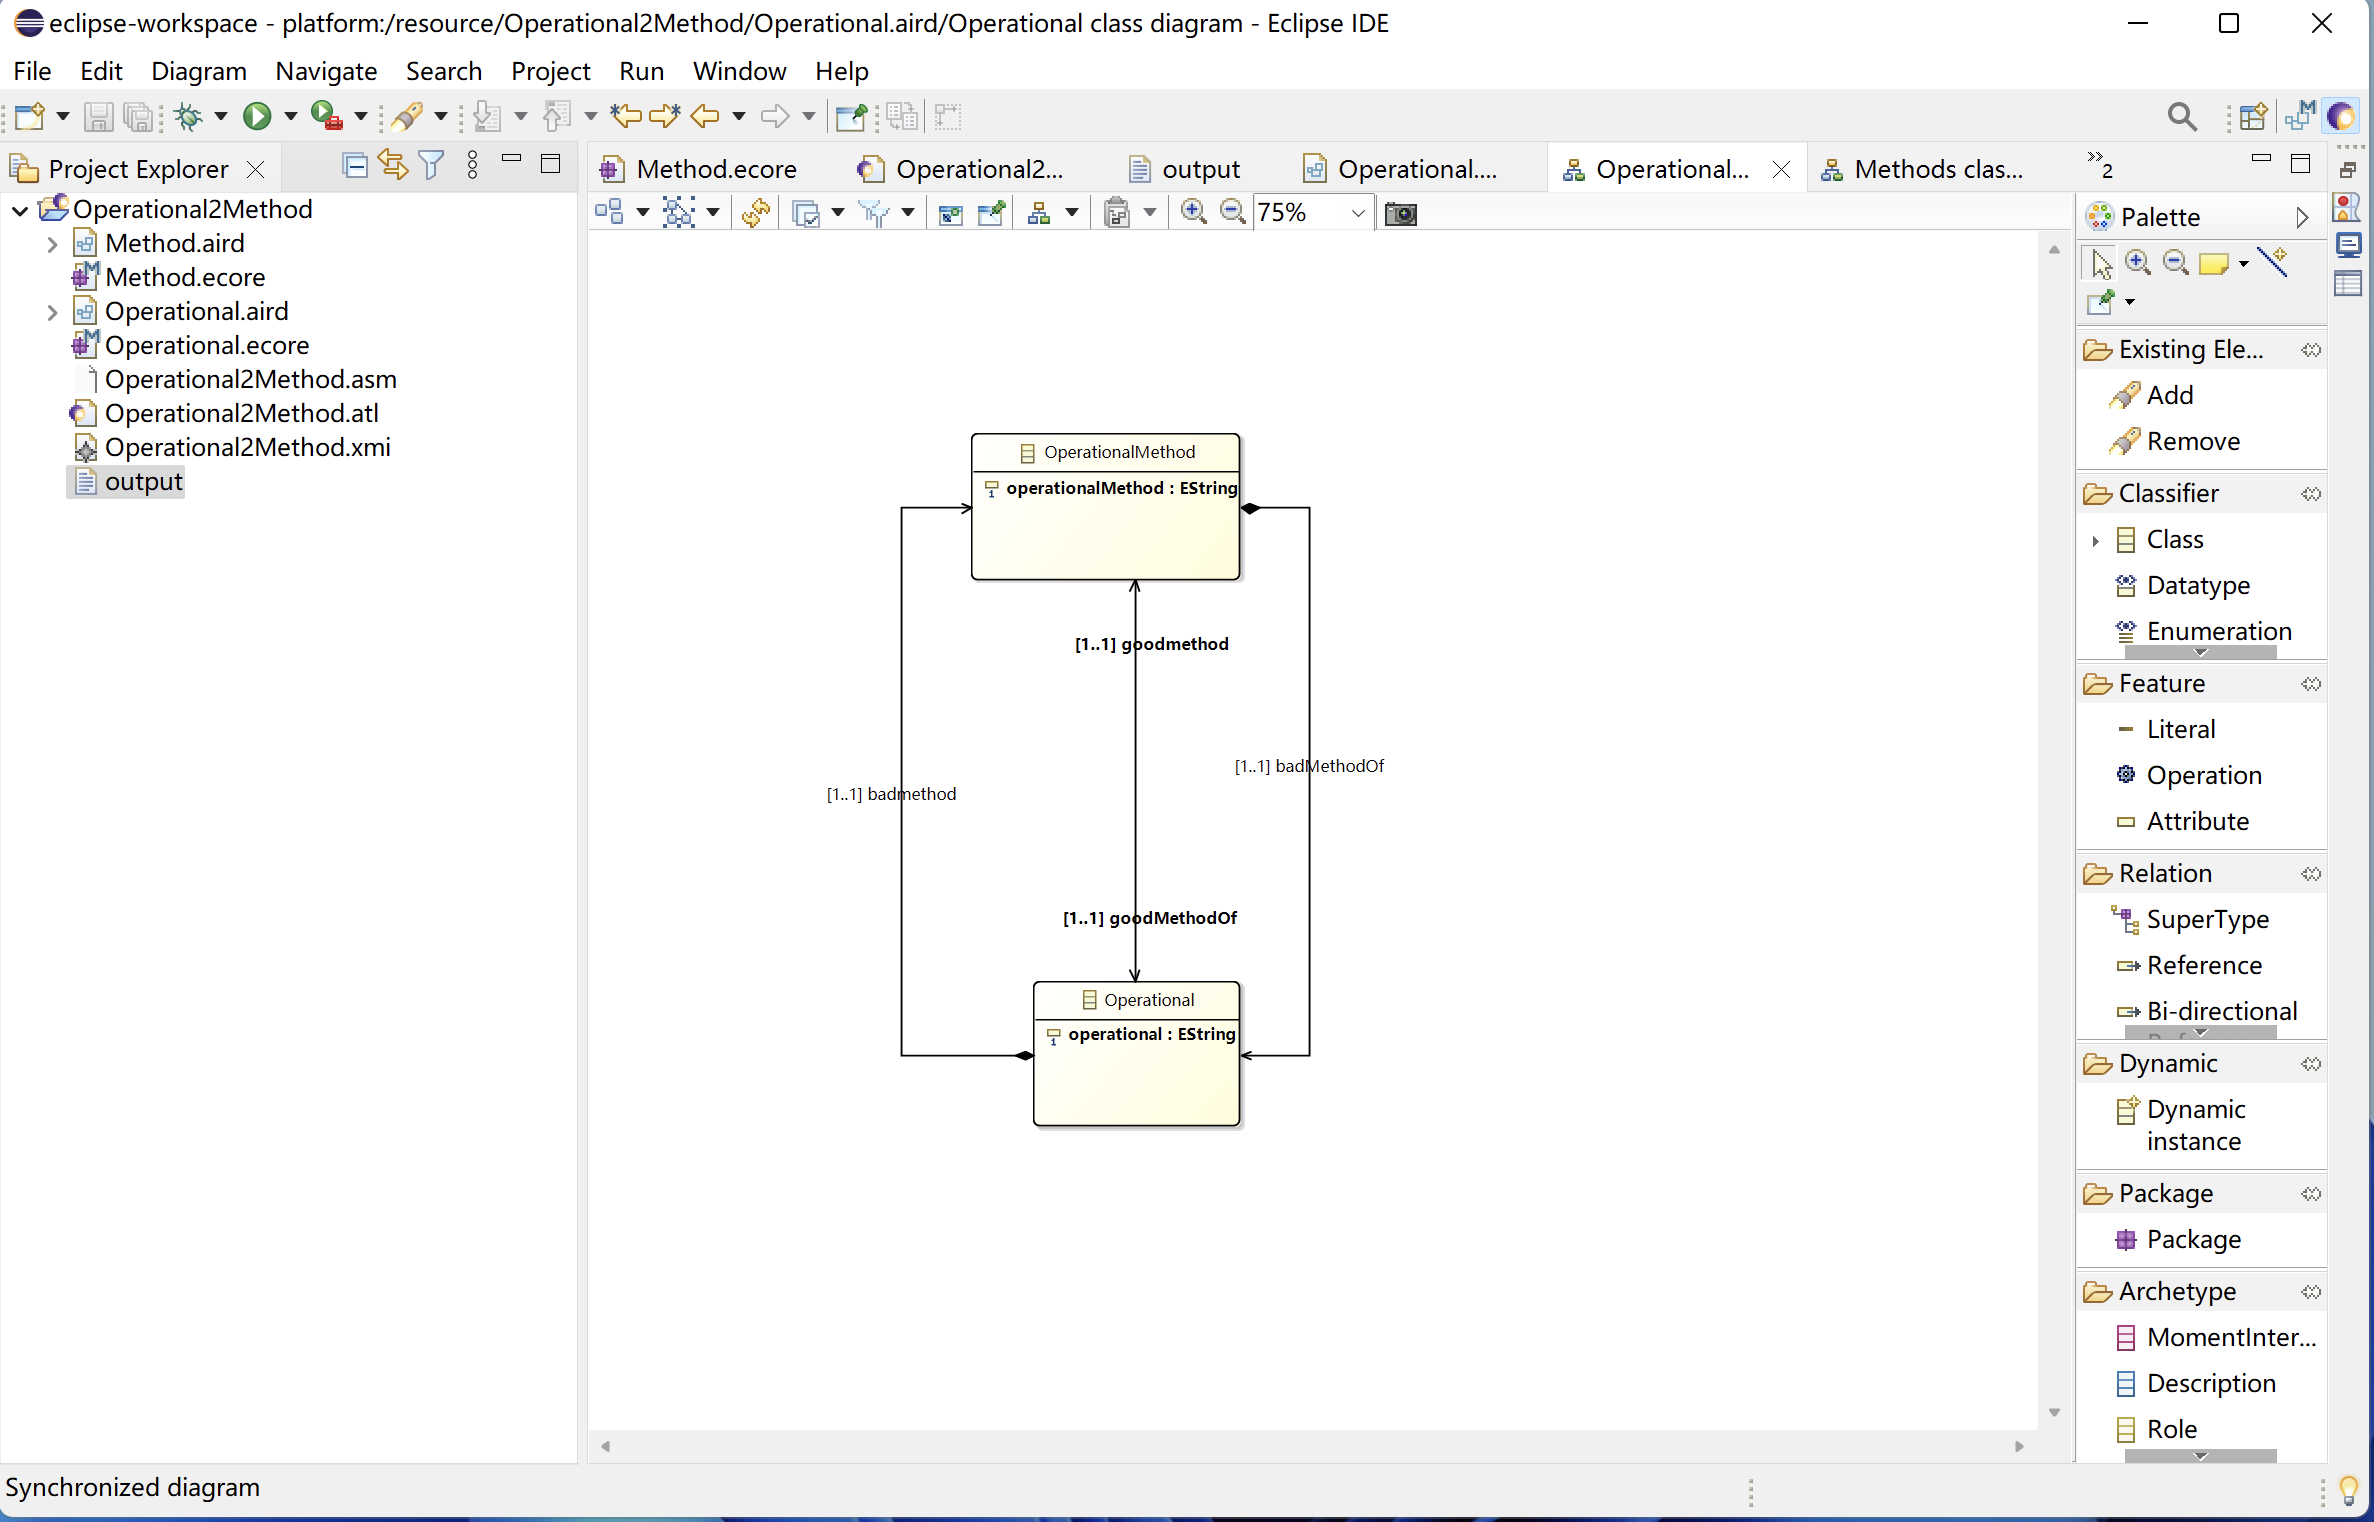 eclipse-workspace - platform:/resource/Operational2Method/Operational.aird/Operational class diagram - Eclipse IDE
File Edit Diagram Navigate Search Project Run Window Help
Project Explorer
Operational2Method
Method.aird
Method.ecore
Operational.aird
Operational.ecore
Operational2Method.asm
Operational2Method.atl
Operational2Method.xmi
output
Method.ecore Operational2... output Operational.... Operational... Methods clas... »2
75%
OperationalMethod
operationalMethod : EString
[1..1] goodmethod
[1..1] badMethodOf
[1..1] badmethod
[1..1] goodMethodOf
Operational
operational : EString
Palette
Existing Ele...
Add
Remove
Classifier
Class
Datatype
Enumeration
Feature
Literal
Operation
Attribute
Relation
SuperType
Reference
Bi-directional
Dynamic
Dynamic
instance
Package
Package
Archetype
MomentInter...
Description
Role
Synchronized diagram